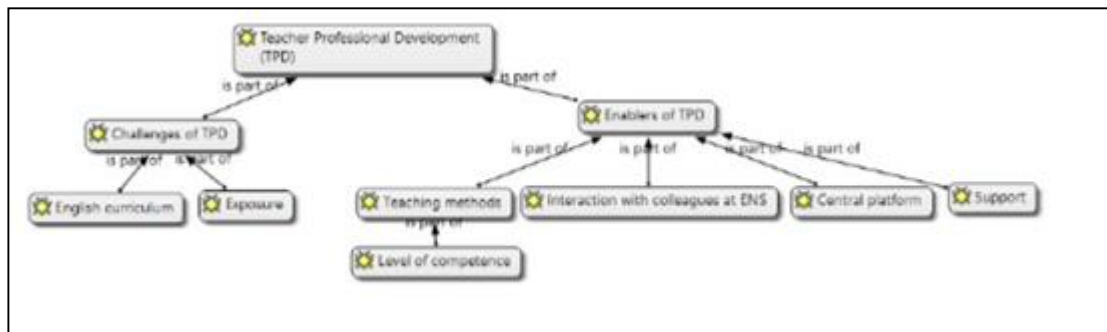 Teacher Professional Development
(TPD)
is part of
is part of
Enablers of TPD
Challenges of TPD
is part of
is part of
is part of
is part of
is part of
is part of
English curriculum
Exposure
Teaching methods
Interaction with colleagues at ENS
Central platform
Support
is part of
Level of competence